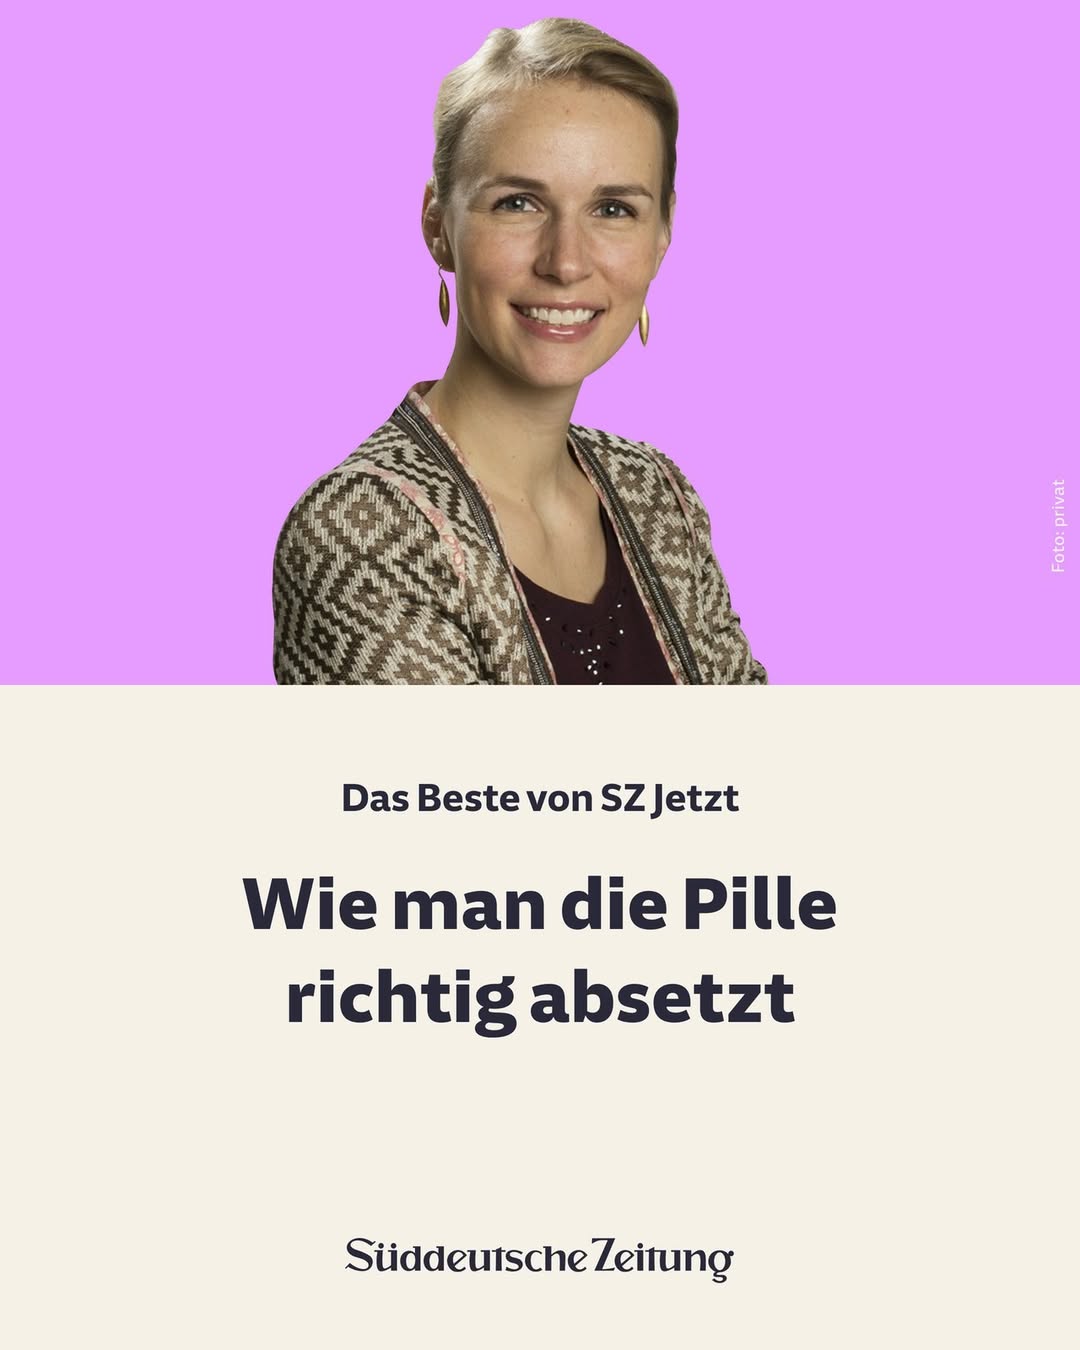 Foto: privat
Das Beste von SZ Jetzt
Wie man die Pille
richtig absetzt
Süddeutsche Zeitung